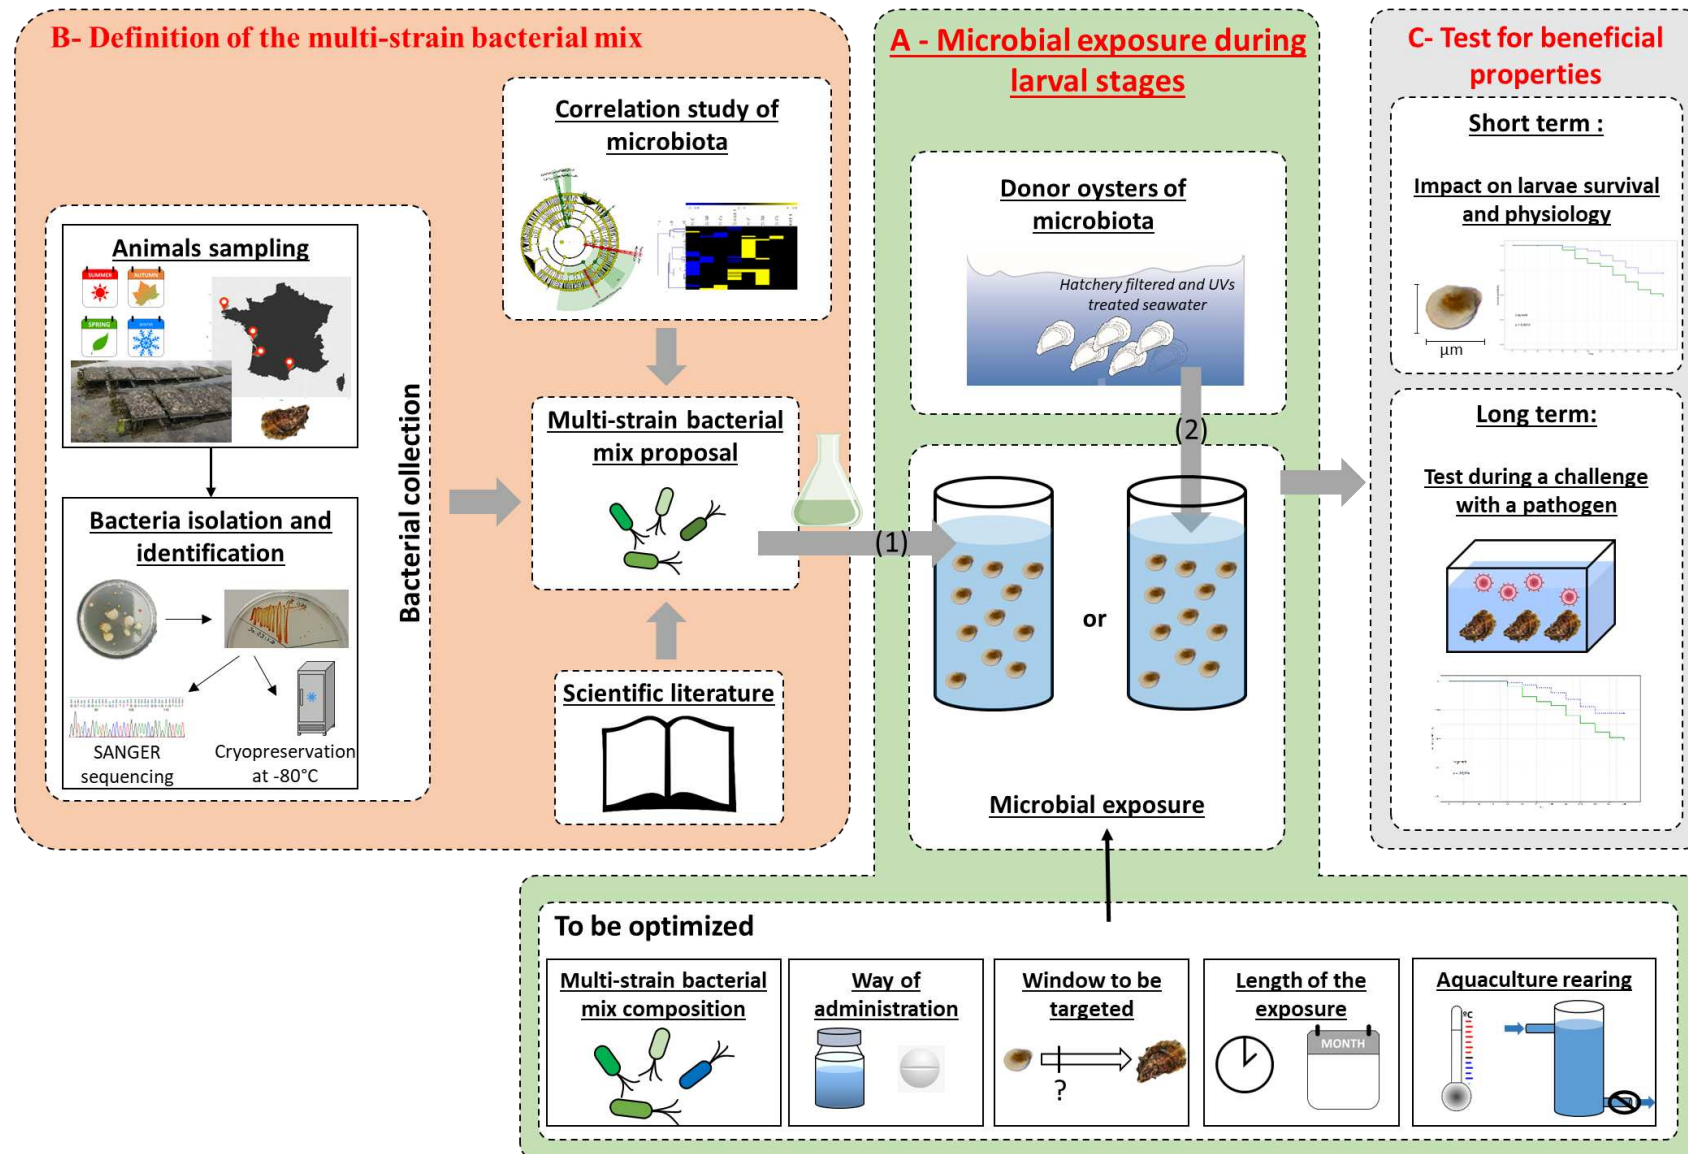 B- Definition of the multi-strain bacterial mix
Correlation study of
microbiota
Animals sampling
SUMMER
AUTUMN
SPRING
Bacteria isolation and
identification
SANGER
sequencing
Cryopreservation
at -80°C
Bacterial collection
Multi-strain bacterial
mix proposal
Scientific literature
(1)
A - Microbial exposure during
larval stages
Donor oysters of
microbiota
Hatchery filtered and UVs
treated seawater
(2)
or
Microbial exposure
C- Test for beneficial
properties
Short term :
Impact on larvae survival
and physiology
µm
Long term:
Test during a challenge
with a pathogen
To be optimized
Multi-strain bacterial
mix composition
Way of
administration
Window to be
targeted
?
Length of the
exposure
MONTH
Aquaculture rearing
°C